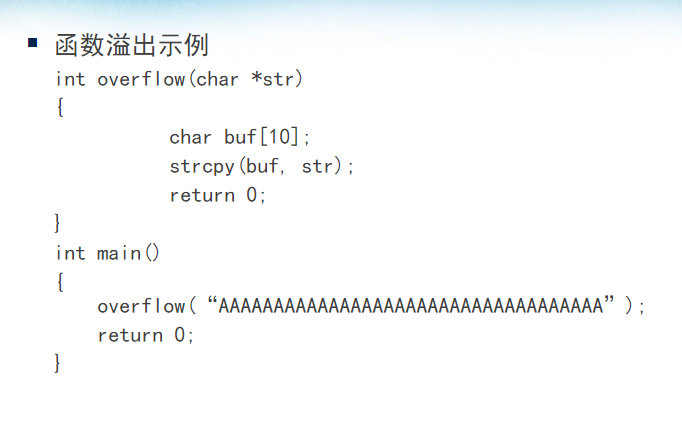 函数溢出示例
int overflow(char *str)
{
char buf[10];
strcpy(buf, str);
return 0;
}
int main()
{
overflow(“AAAAAAAAAAAAAAAAAAAAAAAAAAAAAAAAAAA”);
return 0;
}